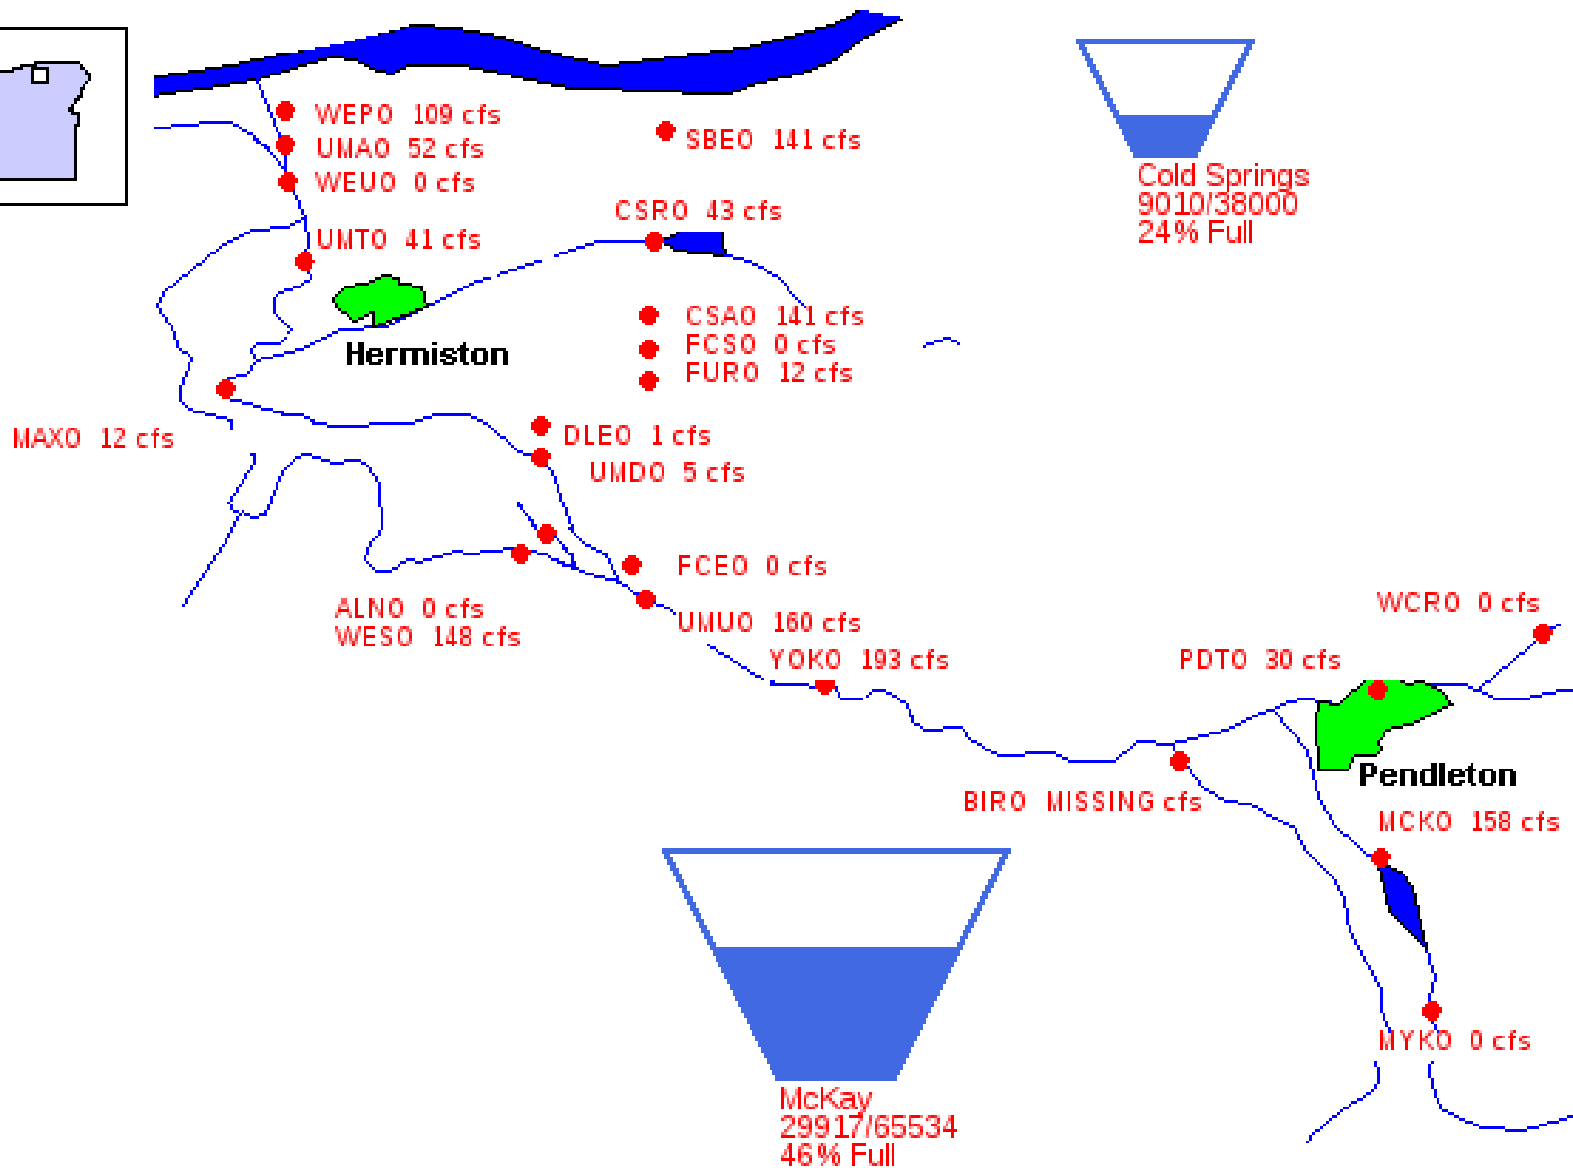 WEPO 109 cfs
UMAO 52 cfs
WEUO 0 cfs
SBEO 141 cfs
Cold Springs
9010/38000
24% Full
CSRO 43 cfs
UMTO 41 cfs
CSAO 141 cfs
FCSO 0 cfs
FURO 12 cfs
Hermiston
MAXO 12 cfs
DLEO 1 cfs
UMDO 5 cfs
FCEO 0 cfs
ALNO 0 cfs
WESO 148 cfs
UMUO 160 cfs
YOKO 193 cfs
WCRO 0 cfs
PDTO 30 cfs
Pendleton
BIRO MISSING cfs
MCKO 158 cfs
MYKO 0 cfs
McKay
29917/65534
46% Full